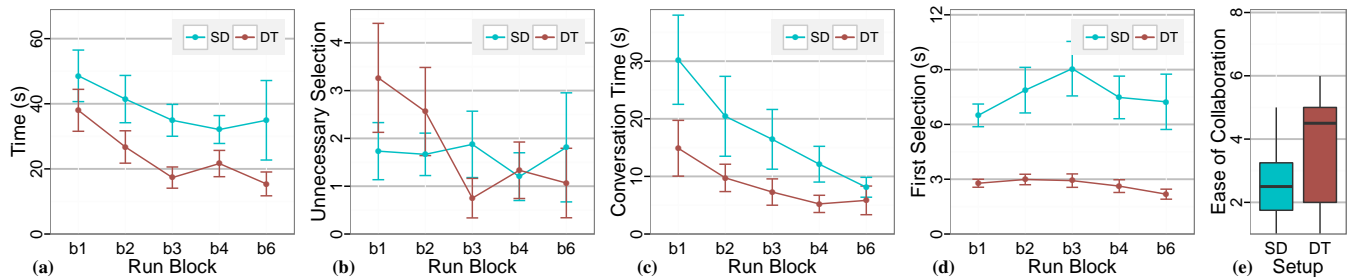 Time (s)
60
40
20
0
SD DT
b1 b2 b3 b4 b6
(a) Run Block
Unnecessary Selection
4
3
2
1
0
SD DT
b1 b2 b3 b4 b6
(b) Run Block
Conversation Time (s)
30
20
10
0
SD DT
b1 b2 b3 b4 b6
(c) Run Block
First Selection (s)
12
9
6
3
0
SD DT
b1 b2 b3 b4 b6
(d) Run Block
Ease of Collaboration
8
6
4
2
SD DT
(e) Setup